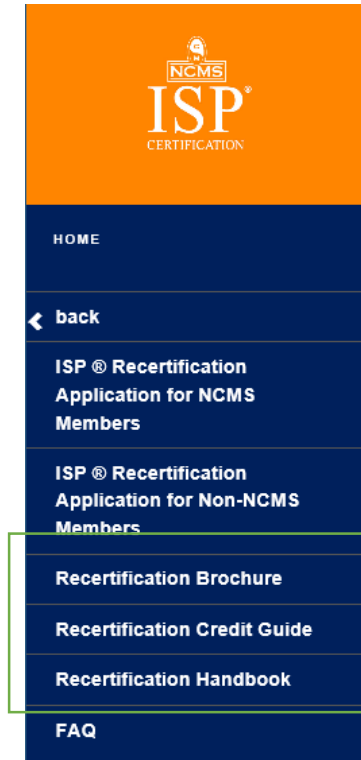 NCMS
ISP®
CERTIFICATION
HOME
back
ISP ® Recertification
Application for NCMS
Members
ISP ® Recertification
Application for Non-NCMS
Members
Recertification Brochure
Recertification Credit Guide
Recertification Handbook
FAQ